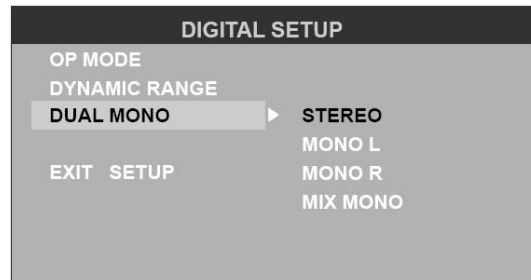 DIGITAL SETUP
OP MODE
DYNAMIC RANGE
DUAL MONO
EXIT SETUP
STEREO
MONO L
MONO R
MIX MONO